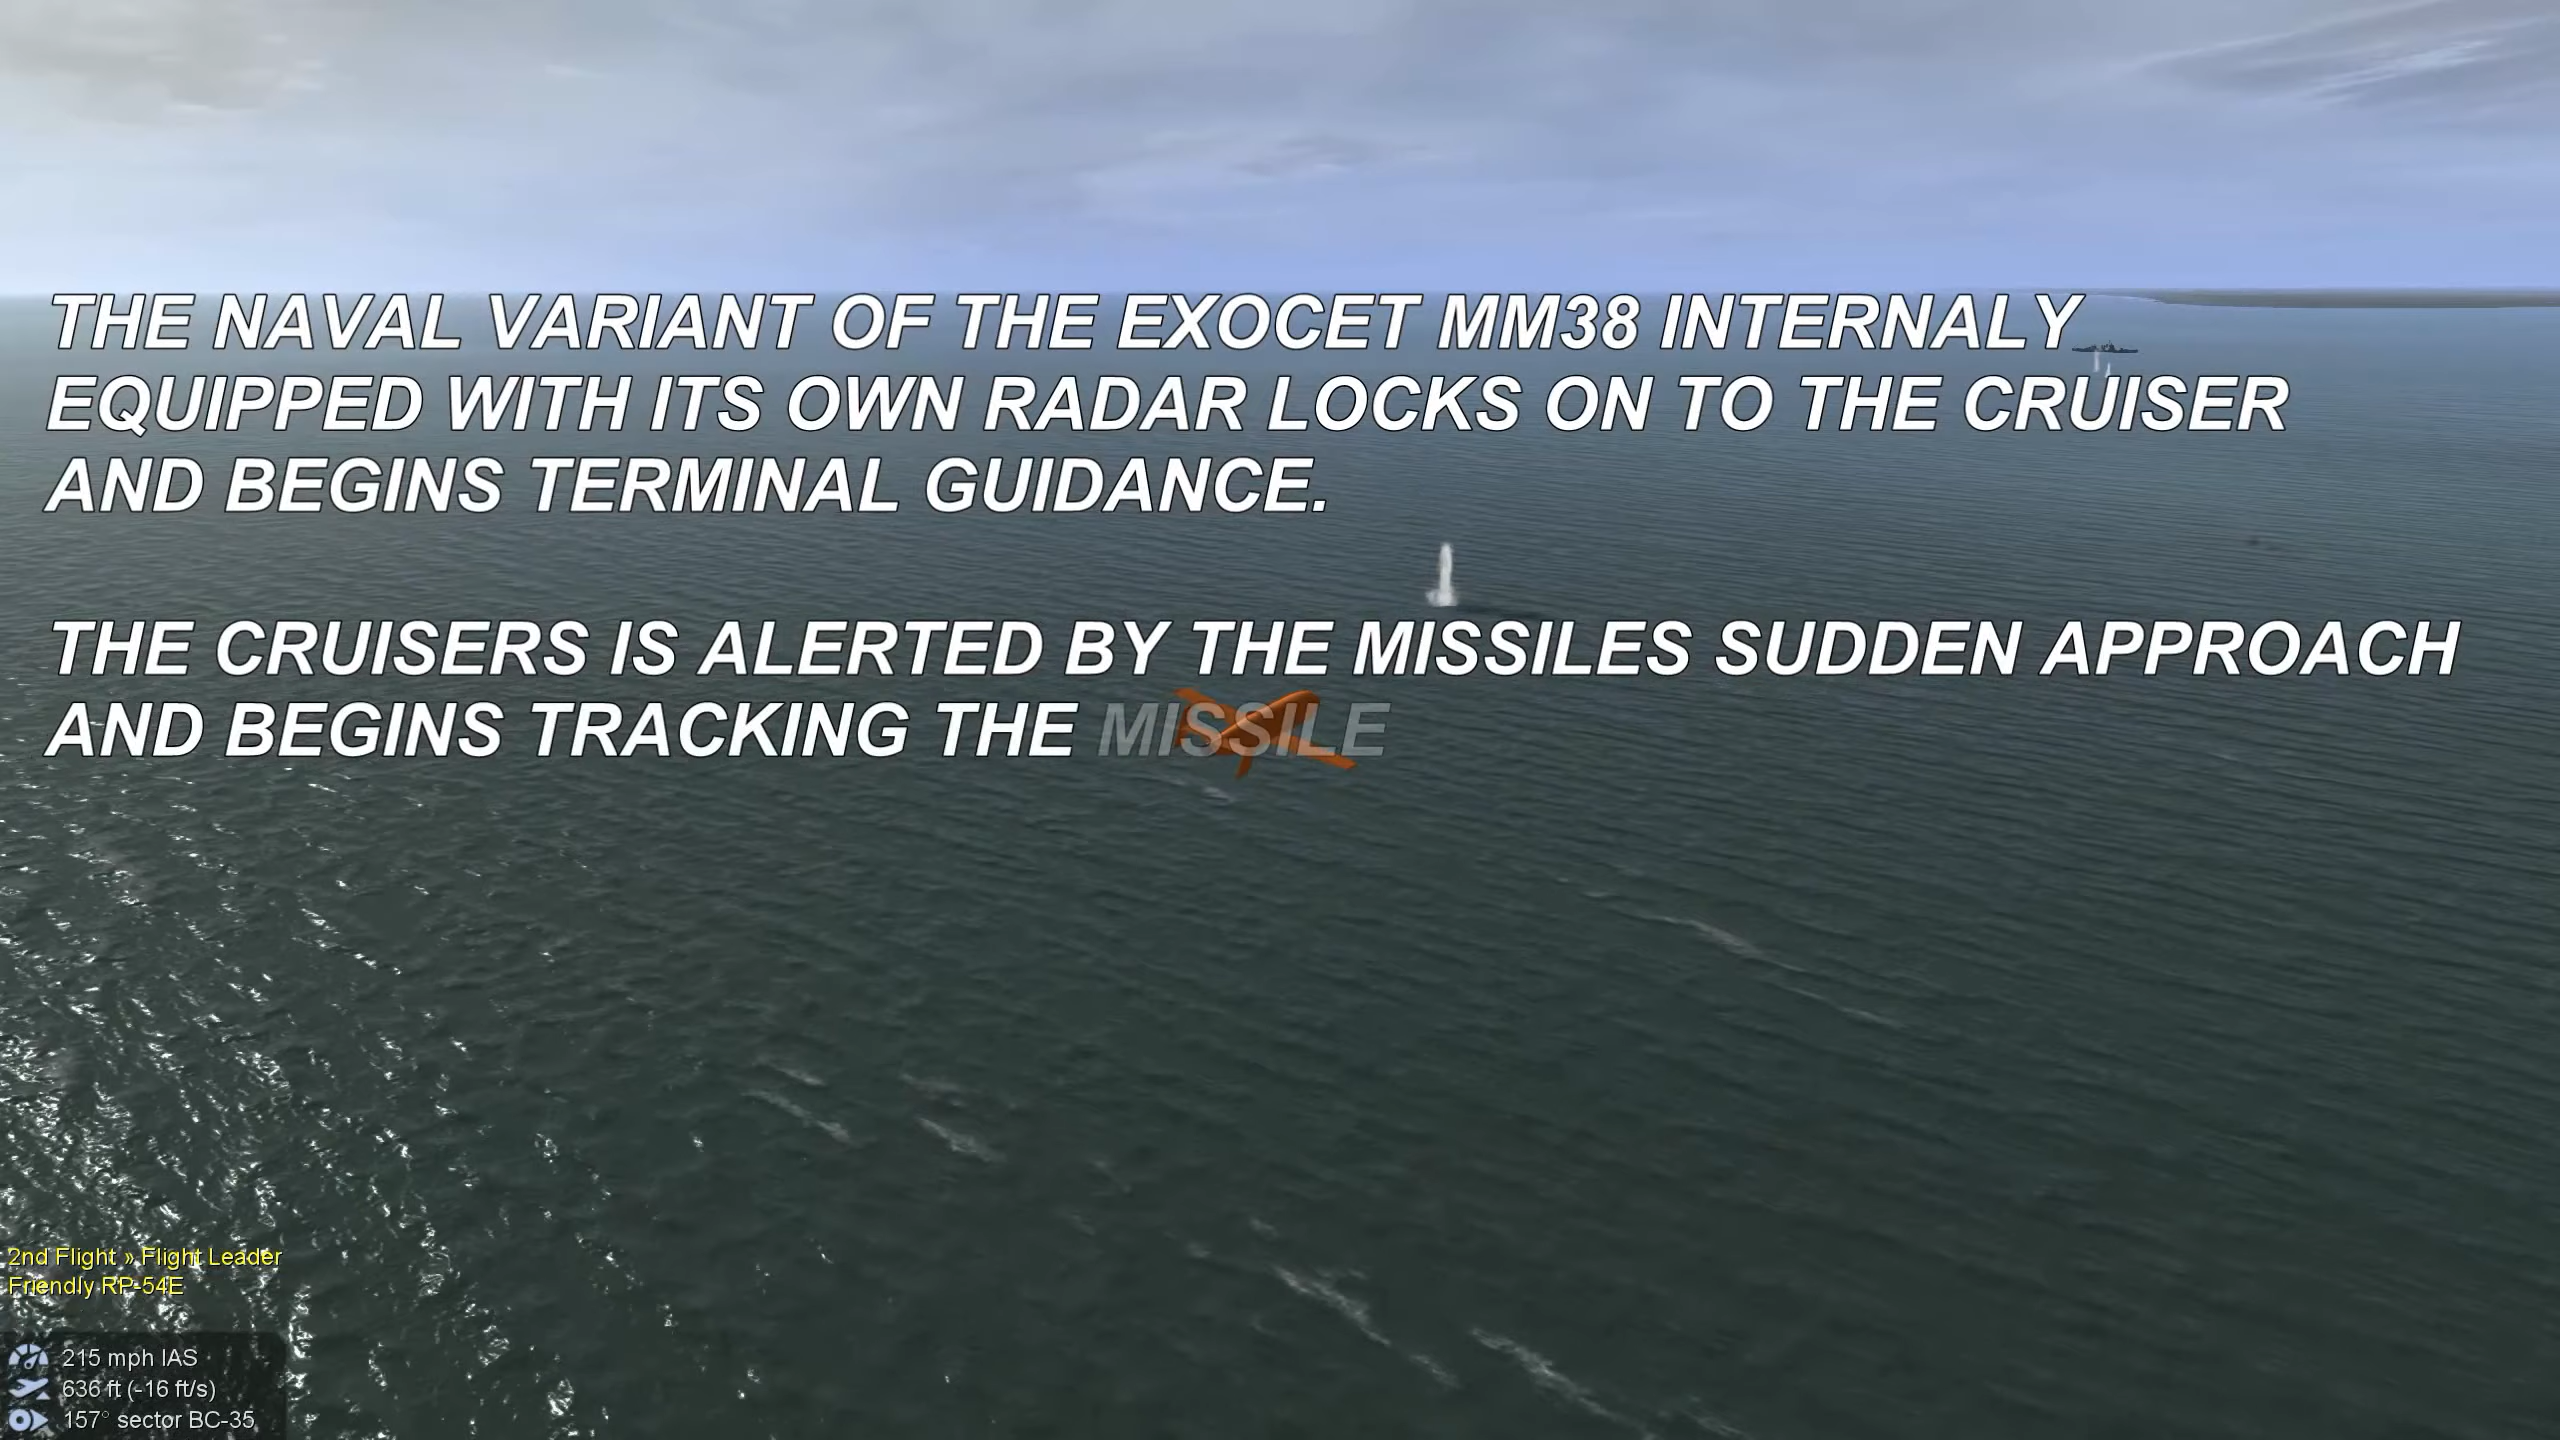 THE NAVAL VARIANT OF THE EXOCET MM38 INTERNALY
EQUIPPED WITH ITS OWN RADAR LOCKS ON TO THE CRUISER
AND BEGINS TERMINAL GUIDANCE.
THE CRUISERS IS ALERTED BY THE MISSILES SUDDEN APPROACH
AND BEGINS TRACKING THE MISSILE
2nd Flight » Flight Leader
Friendly RP-54E
215 mph IAS
636 ft (-16 ft/s)
157° sector BC-35